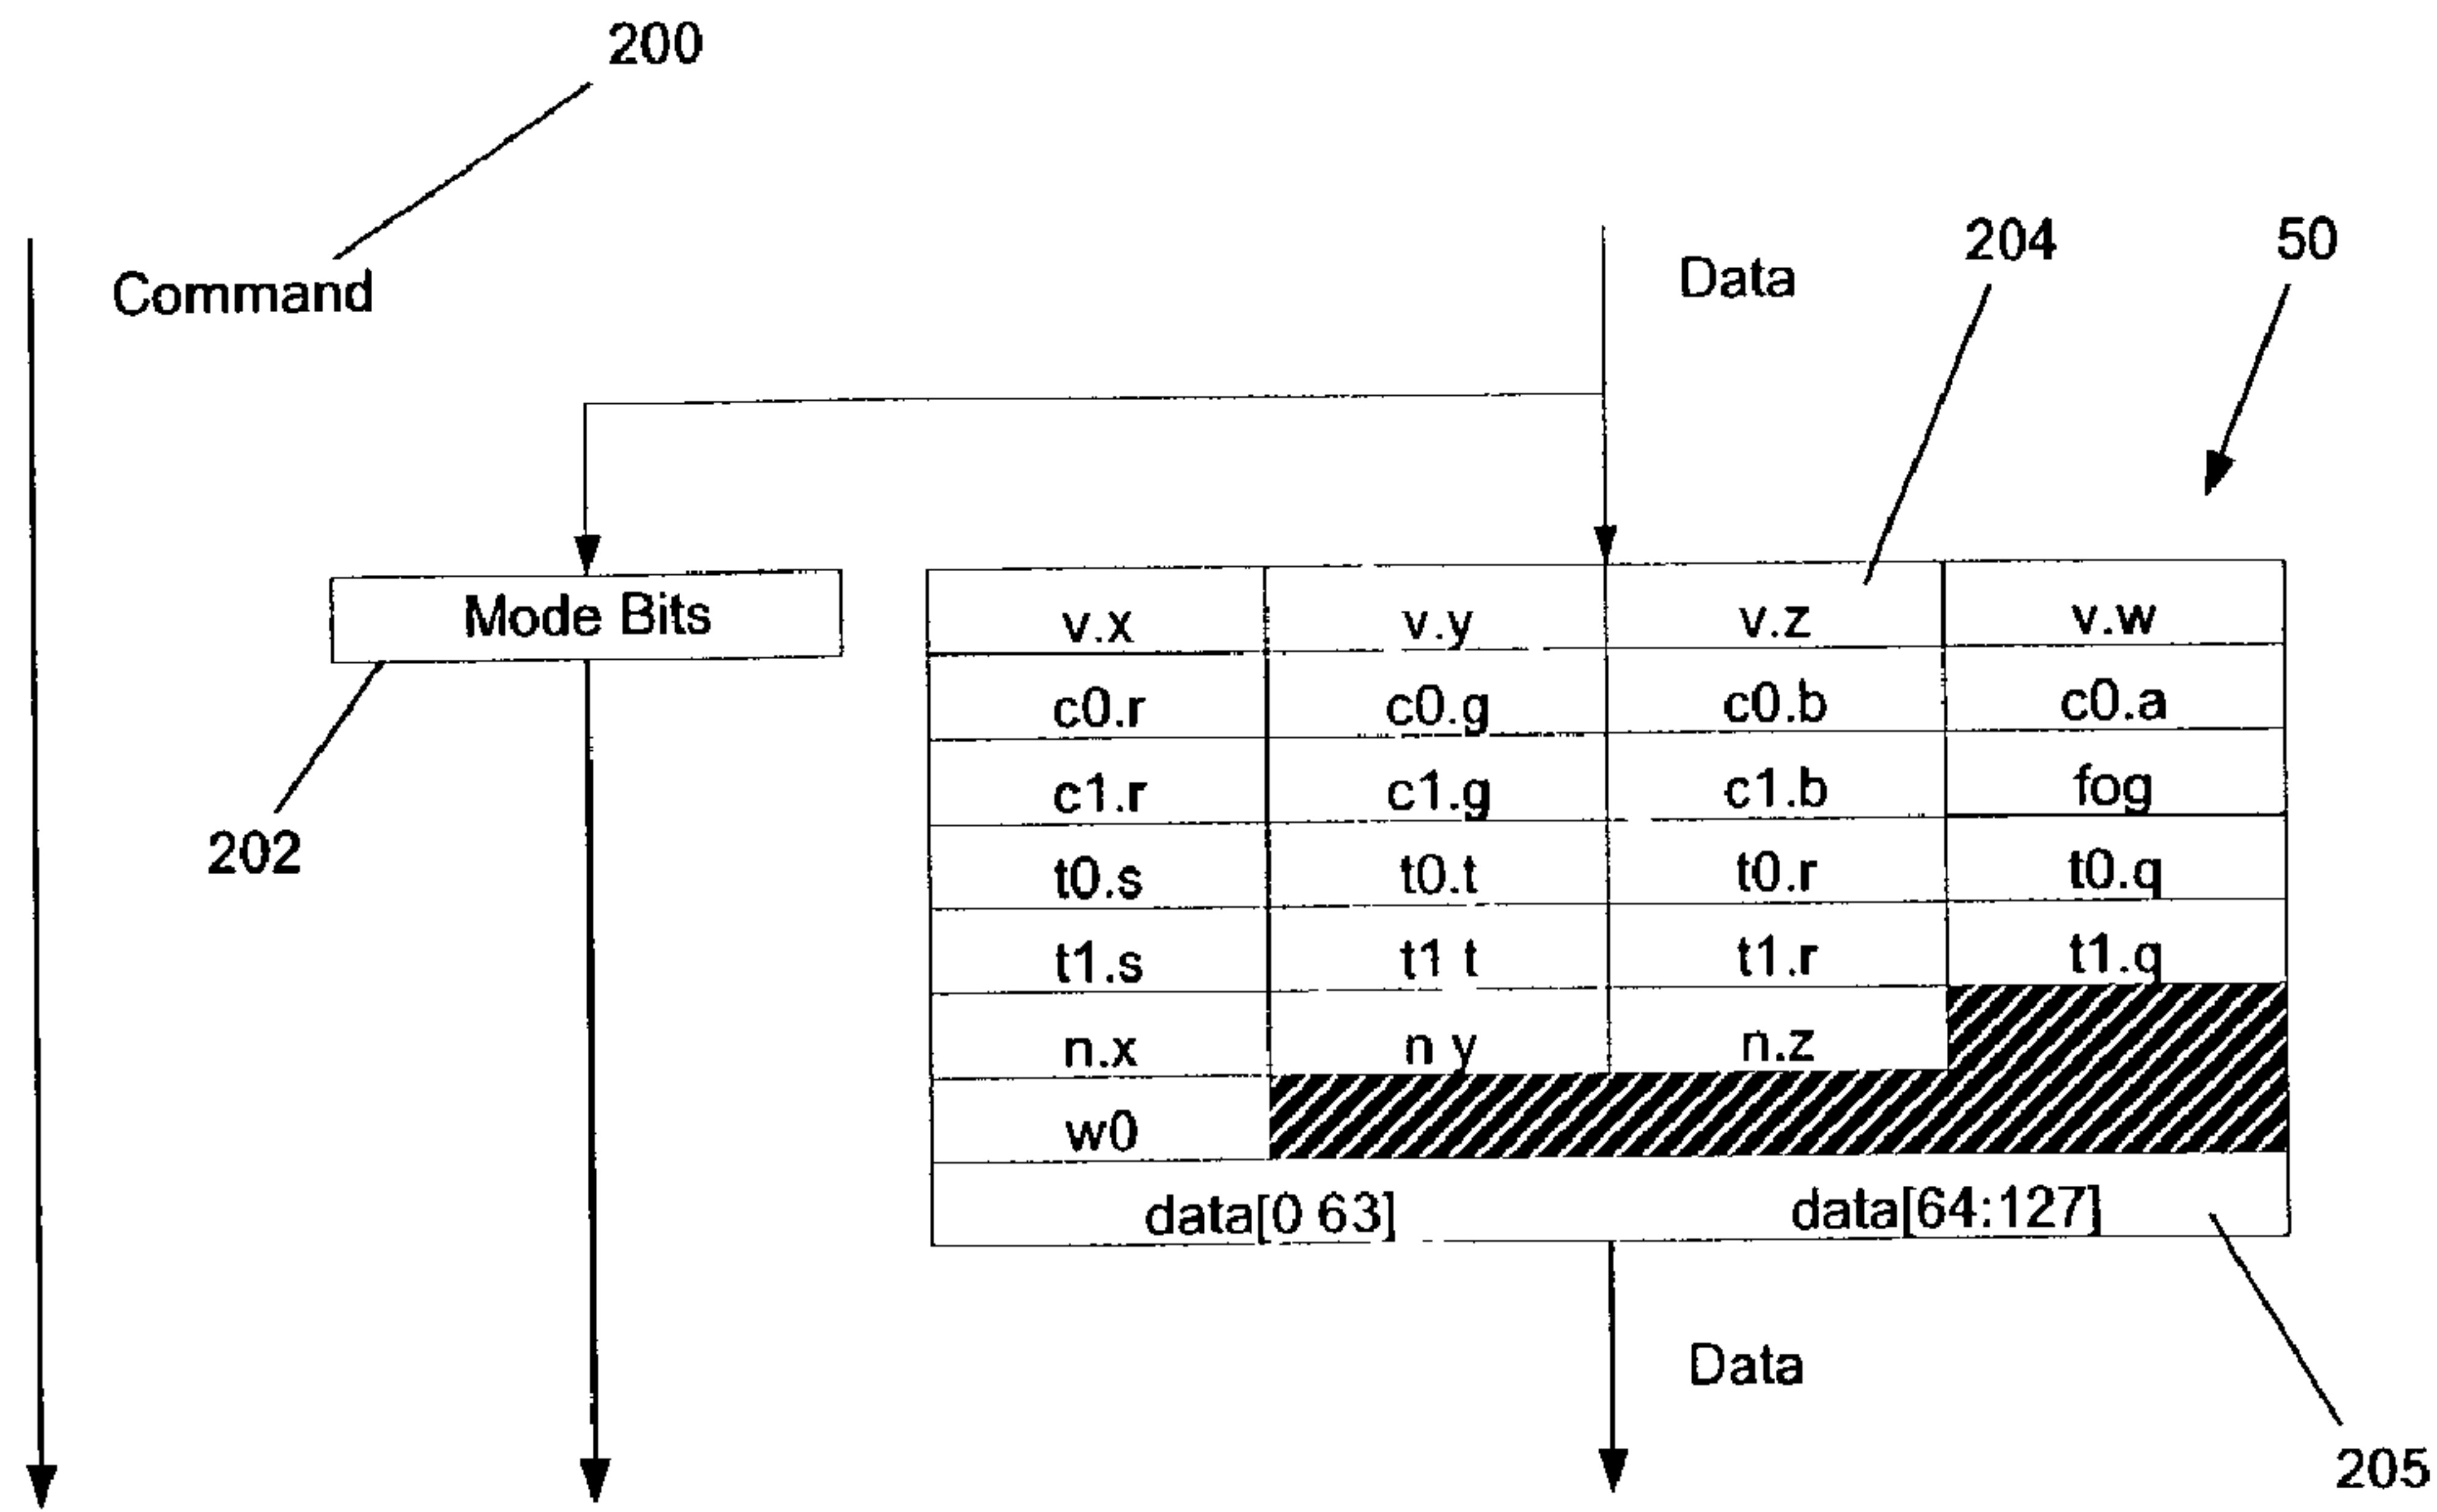 200
204 50
Command Data
Mode Bits
v.x v.y v.z v.w
c0.r c0.g c0.b c0.a
c1.r c1.g c1.b fog
202
t0.s t0.t t0.r t0.q
t1.s t1 t t1.r t1.q
n.x n y n.z
w0
data[0 63] data[64:127]
Data
205